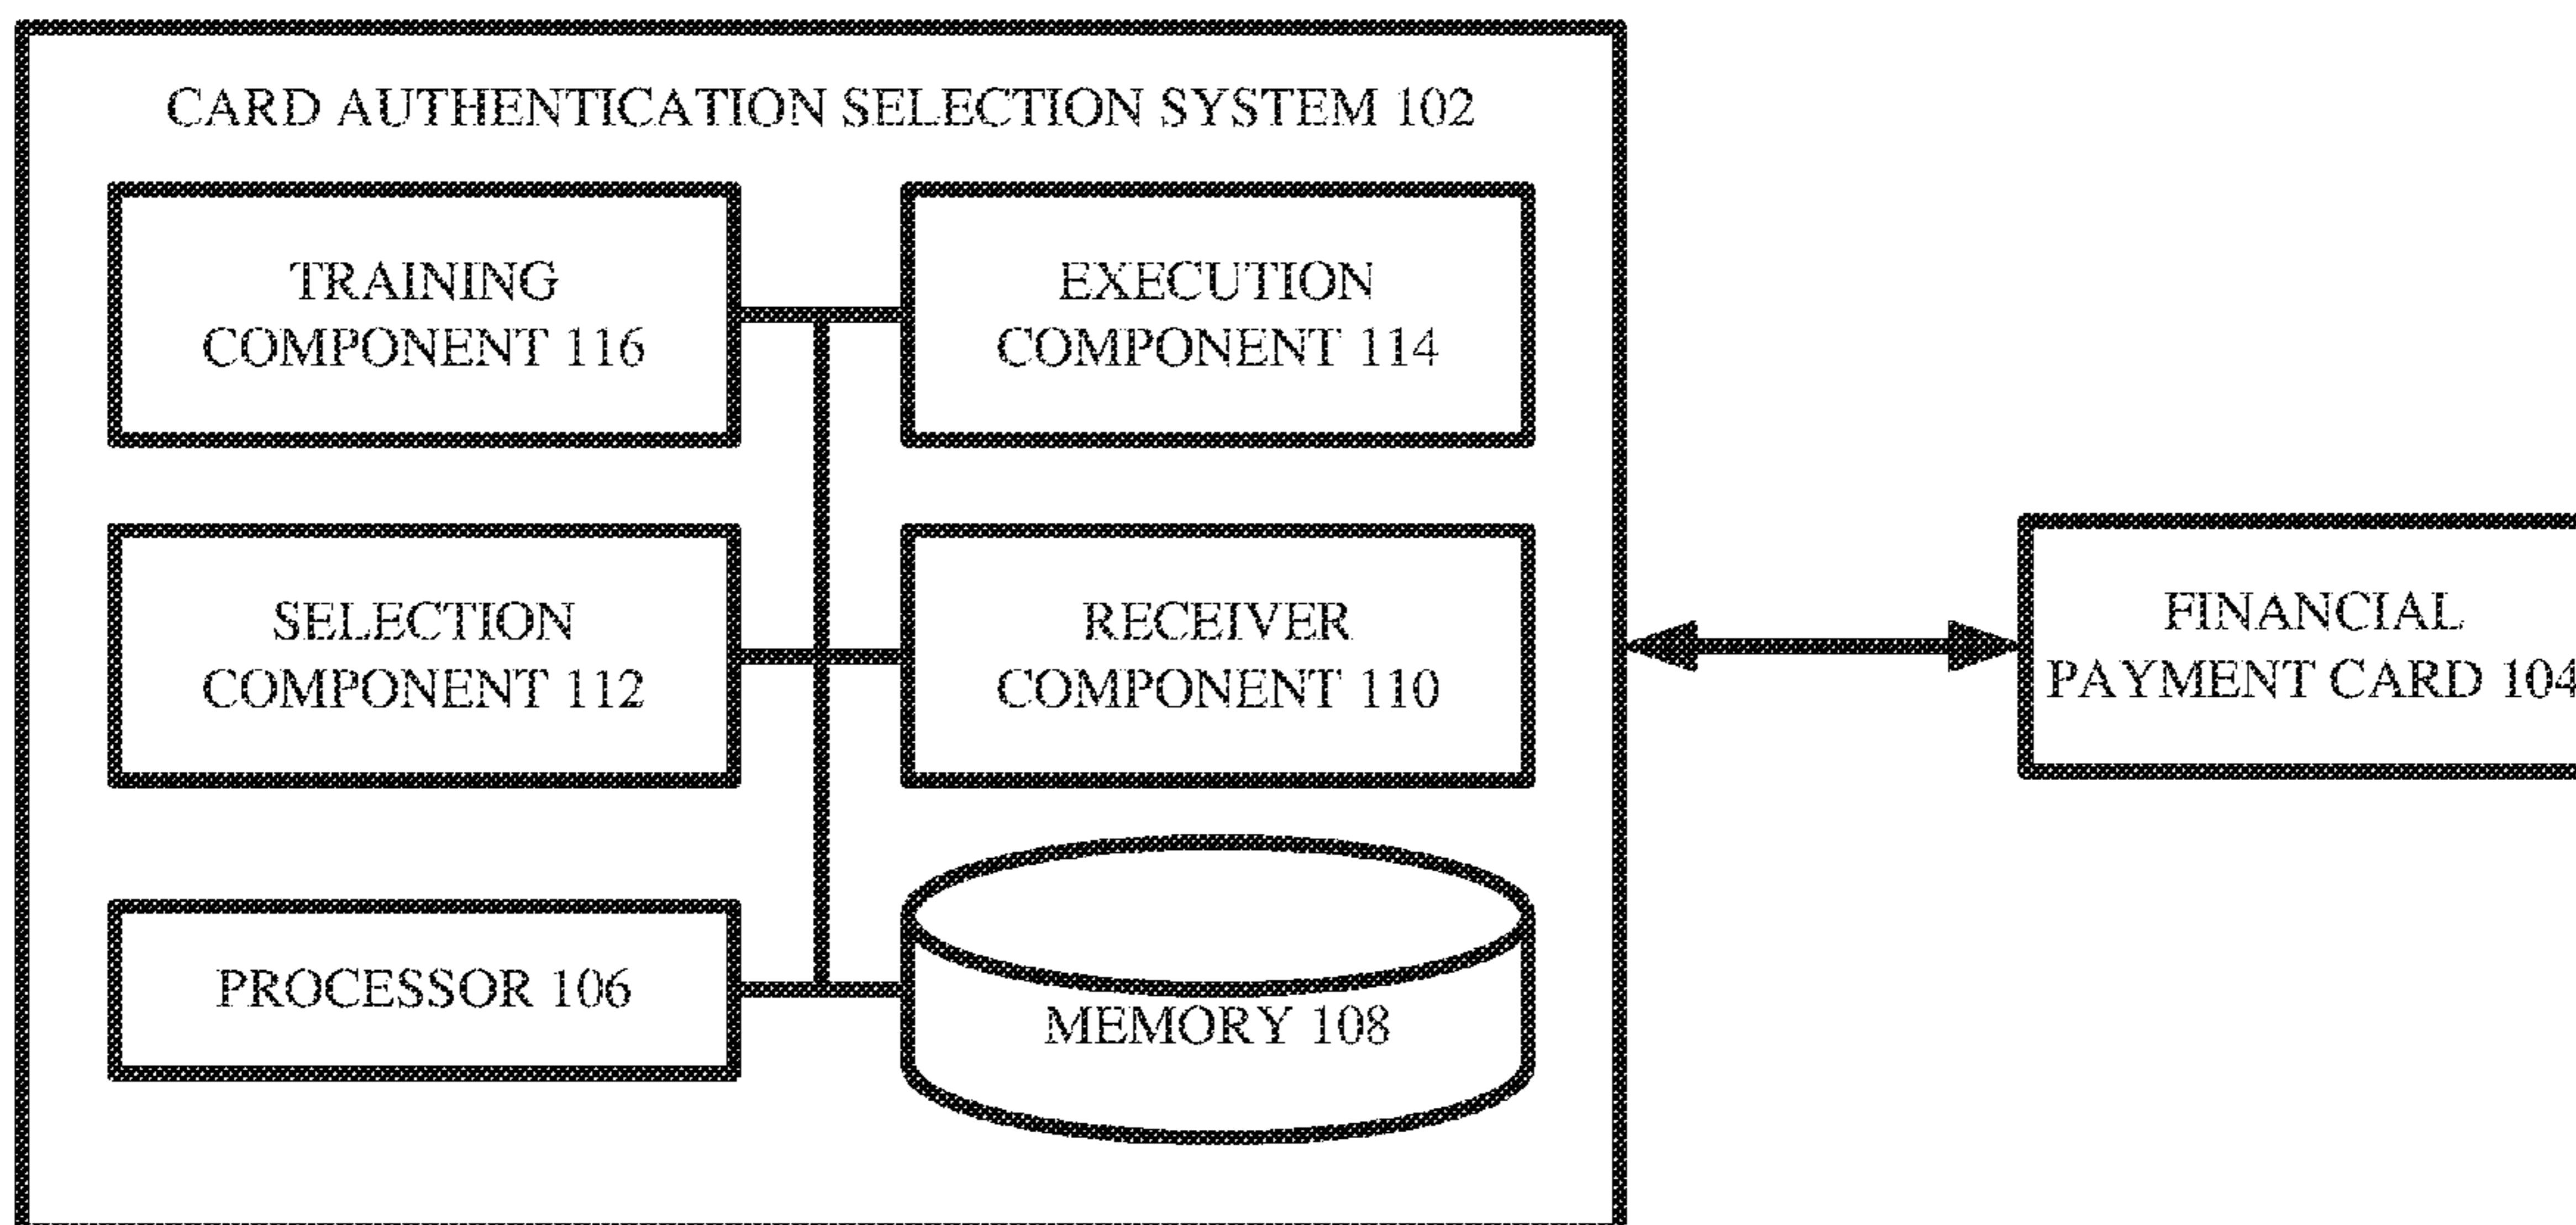 CARD AUTHENTICATION SELECTION SYSTEM 102
TRAINING
COMPONENT 116
EXECUTION
COMPONENT 114
SELECTION
COMPONENT 112
RECEIVER
COMPONENT 110
FINANCIAL
PAYMENT CARD 104
PROCESSOR 106
MEMORY 108